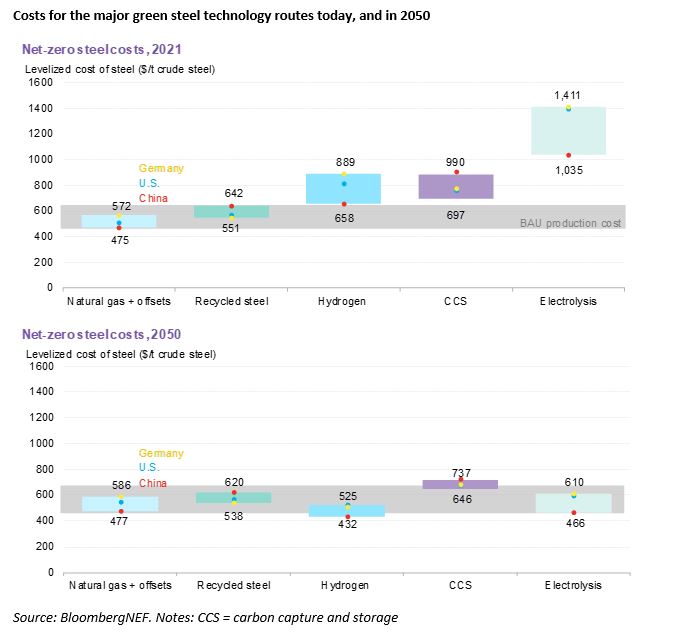 Costs for the major green steel technology routes today, and in 2050
Net-zero steel costs, 2021
Levelized cost of steel ($/t crude steel)
1600
1400
1200
1000
800
600
400
200
0
Germany
U.S.
China
572
475
642
551
889
658
990
697
1,411
1,035
BAU production cost
Natural gas + offsets
Recycled steel
Hydrogen
CCS
Electrolysis
Net-zero steel costs, 2050
Levelized cost of steel ($/t crude steel)
1600
1400
1200
1000
800
600
400
200
0
Germany
U.S.
China
586
477
620
538
525
432
737
646
610
466
Natural gas + offsets
Recycled steel
Hydrogen
CCS
Electrolysis
Source: BloombergNEF. Notes: CCS = carbon capture and storage